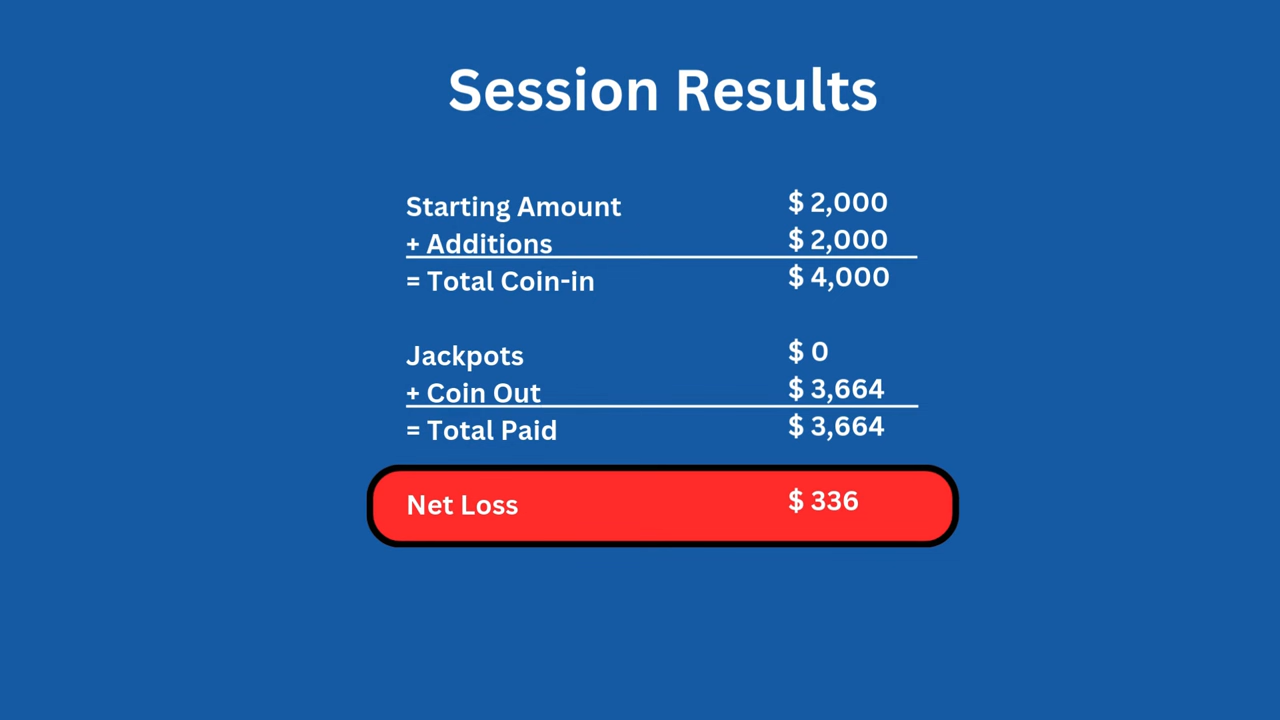 Session Results
Starting Amount $ 2,000
+ Additions $ 2,000
= Total Coin-in $ 4,000
Jackpots $ 0
+ Coin Out $ 3,664
= Total Paid $ 3,664
Net Loss $ 336